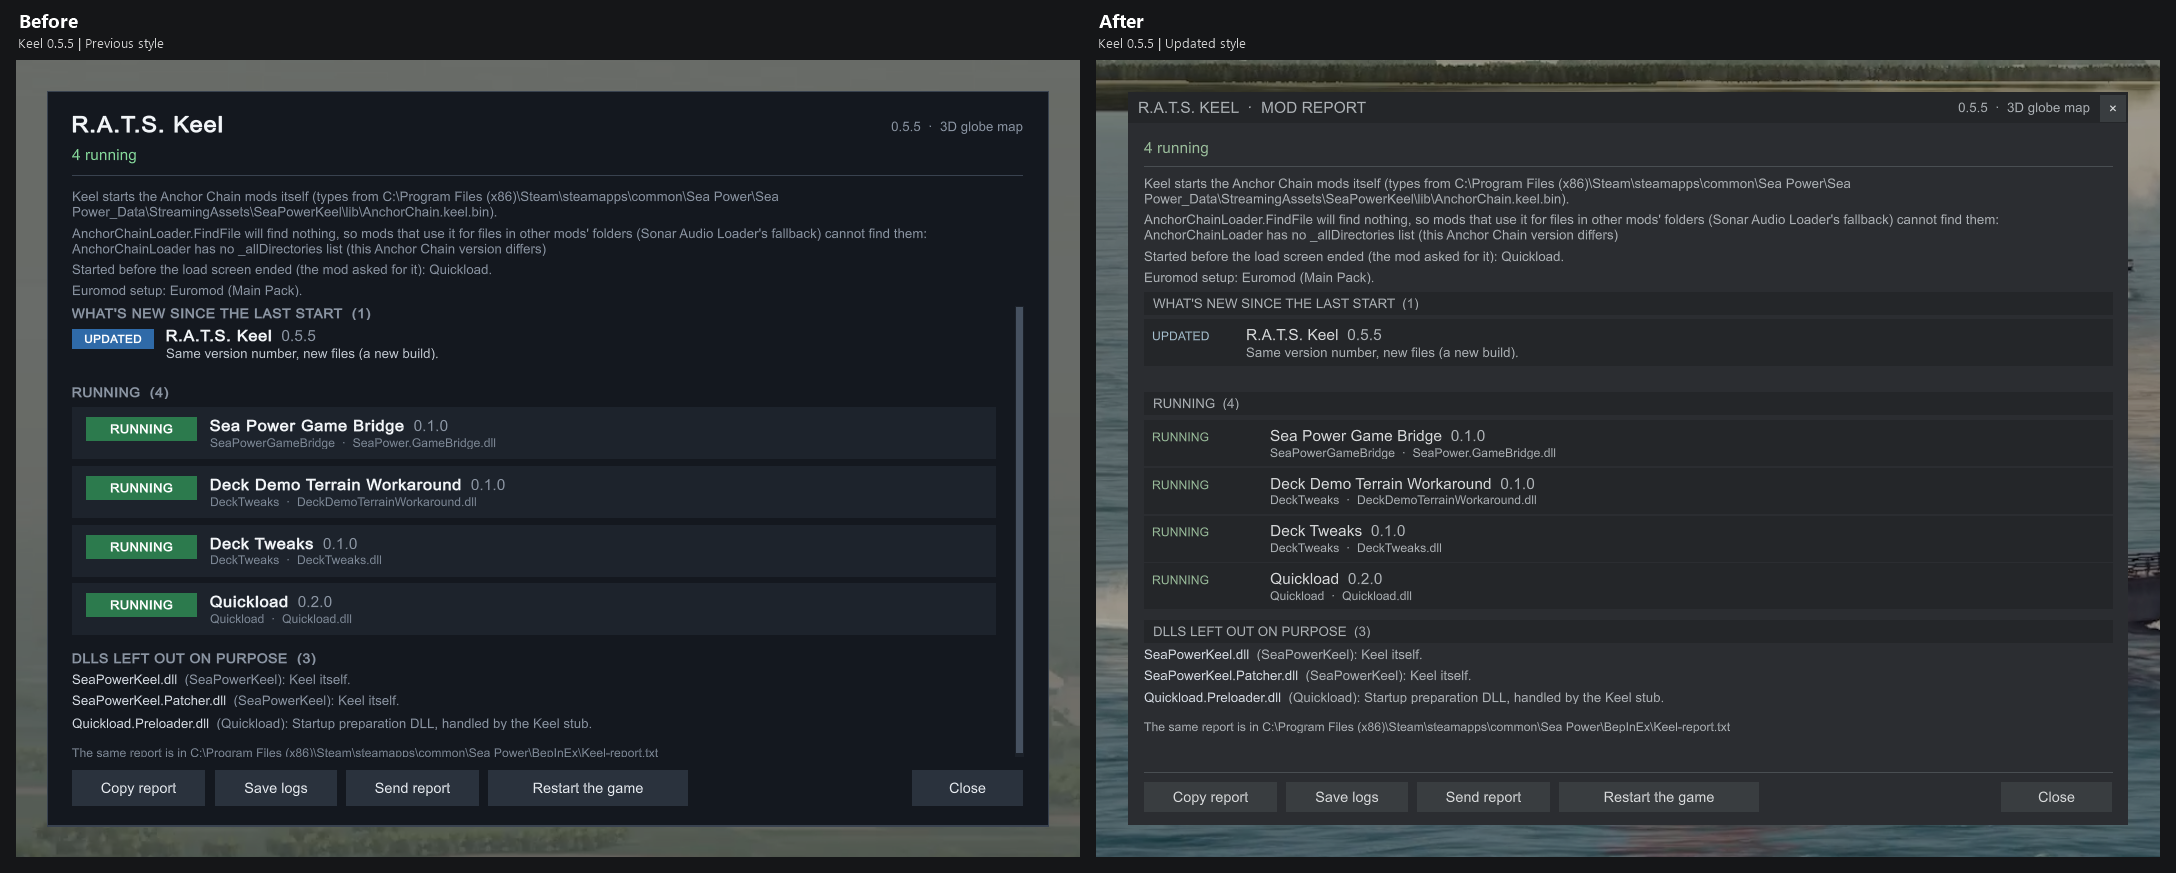 Before
Keel 0.5.5 | Previous style
R.A.T.S. Keel
0.5.5 · 3D globe map
4 running
Keel starts the Anchor Chain mods itself (types from C:\Program Files (x86)\Steam\steamapps\common\Sea Power\Sea
Power_Data\StreamingAssets\SeaPowerKeel\lib\AnchorChain.keel.bin).
AnchorChainLoader.FindFile will find nothing, so mods that use it for files in other mods' folders (Sonar Audio Loader's fallback) cannot find them:
AnchorChainLoader has no _allDirectories list (this Anchor Chain version differs)
Started before the load screen ended (the mod asked for it): Quickload.
Euromod setup: Euromod (Main Pack).
WHAT'S NEW SINCE THE LAST START (1)
UPDATED R.A.T.S. Keel 0.5.5
Same version number, new files (a new build).
RUNNING (4)
RUNNING Sea Power Game Bridge 0.1.0
SeaPowerGameBridge · SeaPower.GameBridge.dll
RUNNING Deck Demo Terrain Workaround 0.1.0
DeckTweaks · DeckDemoTerrainWorkaround.dll
RUNNING Deck Tweaks 0.1.0
DeckTweaks · DeckTweaks.dll
RUNNING Quickload 0.2.0
Quickload · Quickload.dll
DLLS LEFT OUT ON PURPOSE (3)
SeaPowerKeel.dll (SeaPowerKeel): Keel itself.
SeaPowerKeel.Patcher.dll (SeaPowerKeel): Keel itself.
Quickload.Preloader.dll (Quickload): Startup preparation DLL, handled by the Keel stub.
The same report is in C:\Program Files (x86)\Steam\steamapps\common\Sea Power\BepInEx\Keel-report.txt
Copy report Save logs Send report Restart the game Close
After
Keel 0.5.5 | Updated style
R.A.T.S. KEEL · MOD REPORT
0.5.5 · 3D globe map ×
4 running
Keel starts the Anchor Chain mods itself (types from C:\Program Files (x86)\Steam\steamapps\common\Sea Power\Sea
Power_Data\StreamingAssets\SeaPowerKeel\lib\AnchorChain.keel.bin).
AnchorChainLoader.FindFile will find nothing, so mods that use it for files in other mods' folders (Sonar Audio Loader's fallback) cannot find them:
AnchorChainLoader has no _allDirectories list (this Anchor Chain version differs)
Started before the load screen ended (the mod asked for it): Quickload.
Euromod setup: Euromod (Main Pack).
WHAT'S NEW SINCE THE LAST START (1)
UPDATED R.A.T.S. Keel 0.5.5
Same version number, new files (a new build).
RUNNING (4)
RUNNING Sea Power Game Bridge 0.1.0
SeaPowerGameBridge · SeaPower.GameBridge.dll
RUNNING Deck Demo Terrain Workaround 0.1.0
DeckTweaks · DeckDemoTerrainWorkaround.dll
RUNNING Deck Tweaks 0.1.0
DeckTweaks · DeckTweaks.dll
RUNNING Quickload 0.2.0
Quickload · Quickload.dll
DLLS LEFT OUT ON PURPOSE (3)
SeaPowerKeel.dll (SeaPowerKeel): Keel itself.
SeaPowerKeel.Patcher.dll (SeaPowerKeel): Keel itself.
Quickload.Preloader.dll (Quickload): Startup preparation DLL, handled by the Keel stub.
The same report is in C:\Program Files (x86)\Steam\steamapps\common\Sea Power\BepInEx\Keel-report.txt
Copy report Save logs Send report Restart the game Close